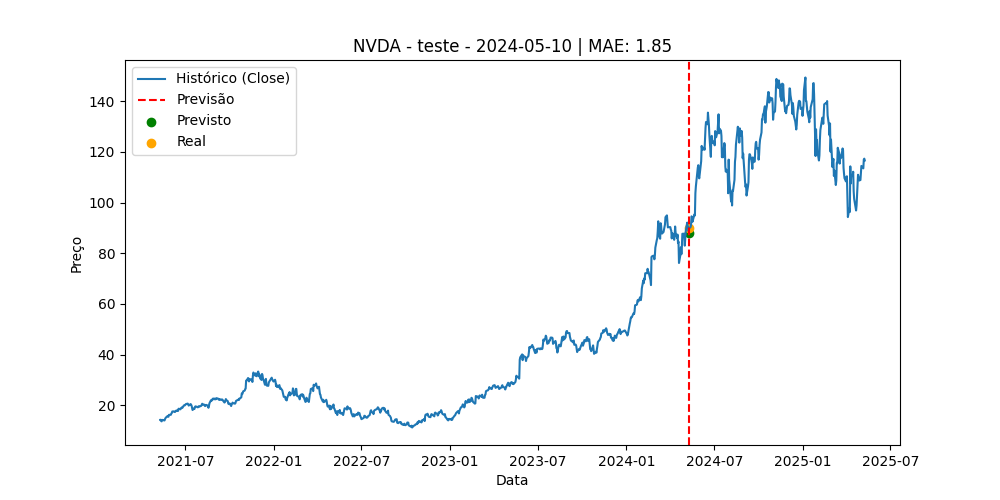 NVDA - teste - 2024-05-10 | MAE: 1.85
Histórico (Close)
Previsão
Previsto
Real
Preço
140
120
100
80
60
40
20
2021-07 2022-01 2022-07 2023-01 2023-07 2024-01 2024-07 2025-01 2025-07
Data